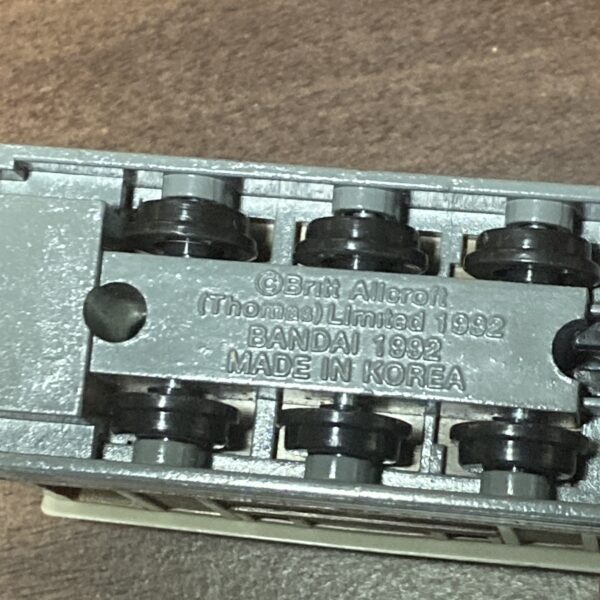 ©Britt Allcroft
(Thomas) Limited 1992
BANDAI 1992
MADE IN KOREA